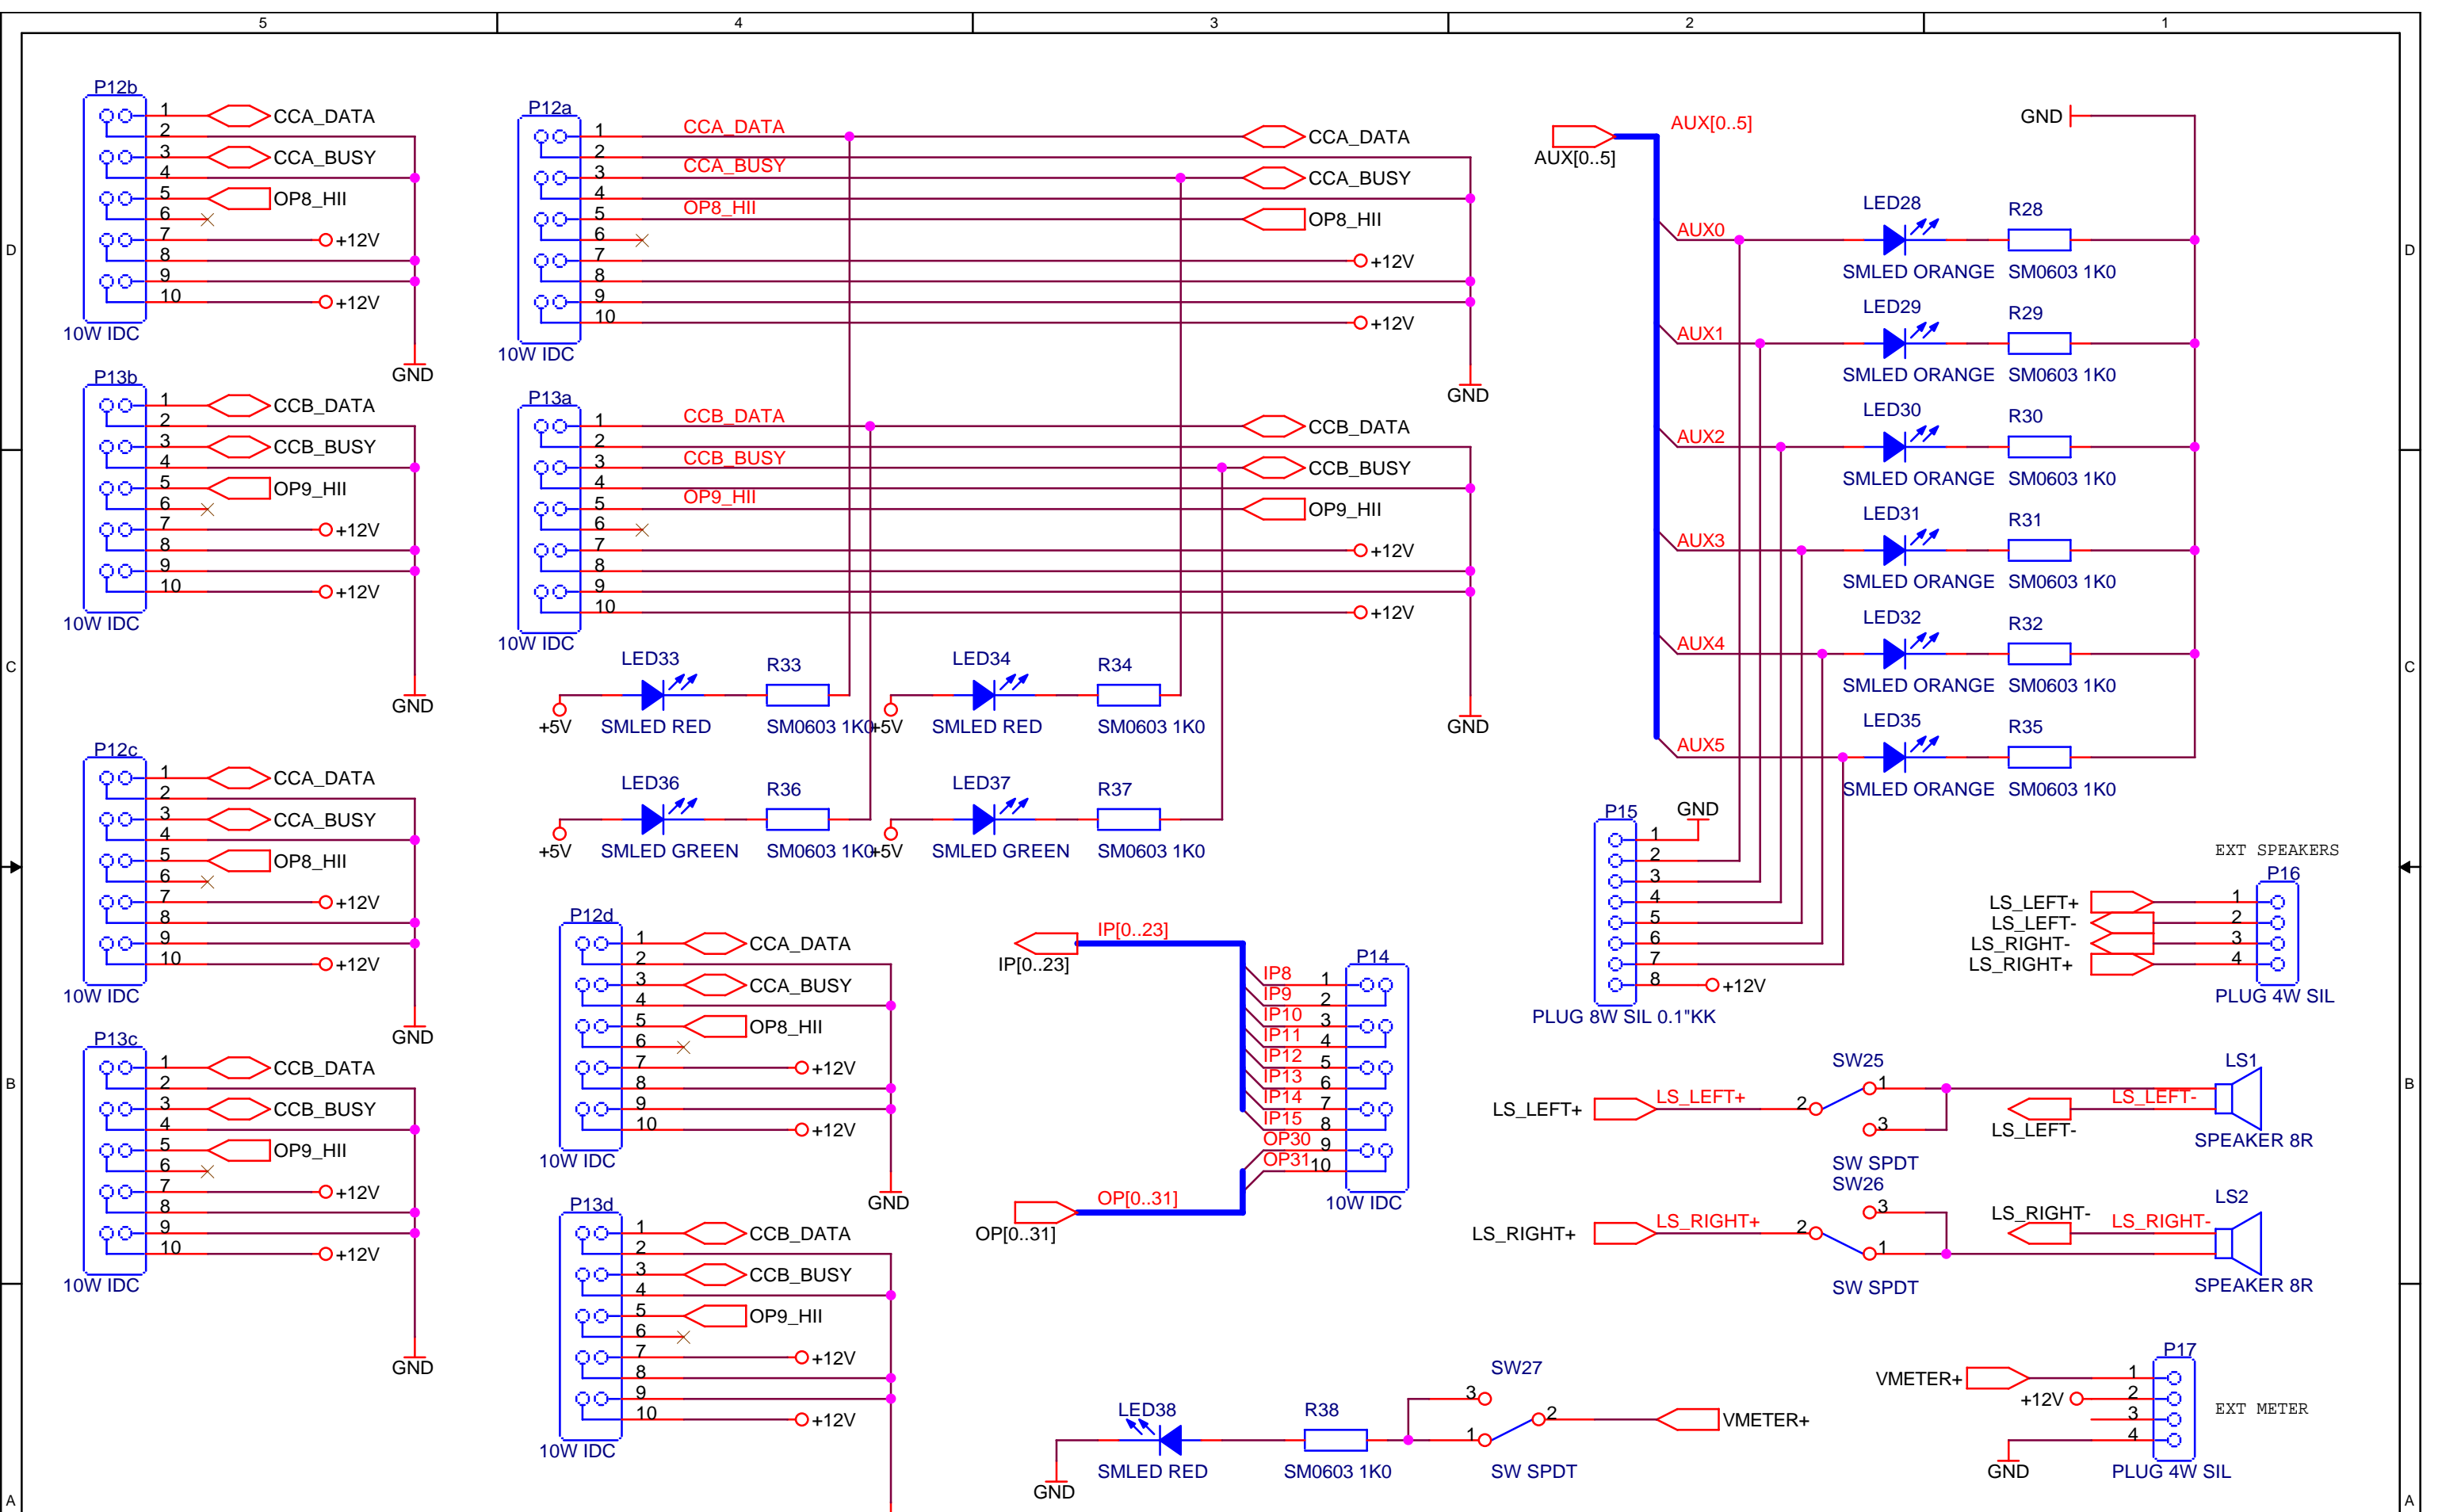 5 4 3 2 1
D
D
C
C
B
B
A
A
P12b
1 CCA_DATA
2
3 CCA_BUSY
4
5 OP8_HII
6
7 +12V
8
9
10 +12V
10W IDC
GND
P13b
1 CCB_DATA
2
3 CCB_BUSY
4
5 OP9_HII
6
7 +12V
8
9
10 +12V
10W IDC
GND
P12c
1 CCA_DATA
2
3 CCA_BUSY
4
5 OP8_HII
6
7 +12V
8
9
10 +12V
10W IDC
GND
P13c
1 CCB_DATA
2
3 CCB_BUSY
4
5 OP9_HII
6
7 +12V
8
9
10 +12V
10W IDC
GND
P12a
1 CCA_DATA CCA_DATA
2
3 CCA_BUSY CCA_BUSY
4
5 OP8_HII OP8_HII
6
7 +12V
8
9
10 +12V
10W IDC
GND
P13a
1 CCB_DATA CCB_DATA
2
3 CCB_BUSY CCB_BUSY
4
5 OP9_HII OP9_HII
6
7 +12V
8
9
10 +12V
10W IDC
GND
LED33 R33 LED34 R34
+5V SMLED RED SM0603 1K0 +5V SMLED RED SM0603 1K0
LED36 R36 LED37 R37
+5V SMLED GREEN SM0603 1K0 +5V SMLED GREEN SM0603 1K0
P12d
1 CCA_DATA
2
3 CCA_BUSY
4
5 OP8_HII
6
7 +12V
8
9
10 +12V
10W IDC
GND
P13d
1 CCB_DATA
2
3 CCB_BUSY
4
5 OP9_HII
6
7 +12V
8
9
10 +12V
10W IDC
IP[0..23]
IP[0..23]
P14
IP8 1
IP9 2
IP10 3
IP11 4
IP12 5
IP13 6
IP14 7
IP15 8
OP30 9
OP31 10
10W IDC
OP[0..31]
OP[0..31]
AUX[0..5]
AUX[0..5]
GND
LED28 R28
AUX0
SMLED ORANGE SM0603 1K0
LED29 R29
AUX1
SMLED ORANGE SM0603 1K0
LED30 R30
AUX2
SMLED ORANGE SM0603 1K0
LED31 R31
AUX3
SMLED ORANGE SM0603 1K0
LED32 R32
AUX4
SMLED ORANGE SM0603 1K0
LED35 R35
AUX5
SMLED ORANGE SM0603 1K0
P15 GND
1
2
3
4
5
6
7
8 +12V
PLUG 8W SIL 0.1"KK
EXT SPEAKERS
P16
LS_LEFT+ 1
LS_LEFT- 2
LS_RIGHT- 3
LS_RIGHT+ 4
PLUG 4W SIL
SW25 LS1
1
LS_LEFT+ LS_LEFT+ 2 LS_LEFT-
3 LS_LEFT-
SPEAKER 8R
SW SPDT
SW26 LS2
3 LS_RIGHT- LS_RIGHT-
LS_RIGHT+ LS_RIGHT+ 2
1
SW SPDT SPEAKER 8R
SW27
3
LED38 R38 2 VMETER+
1
SMLED RED SM0603 1K0 SW SPDT
GND
P17
VMETER+ 1
+12V 2
3 EXT METER
4
GND PLUG 4W SIL